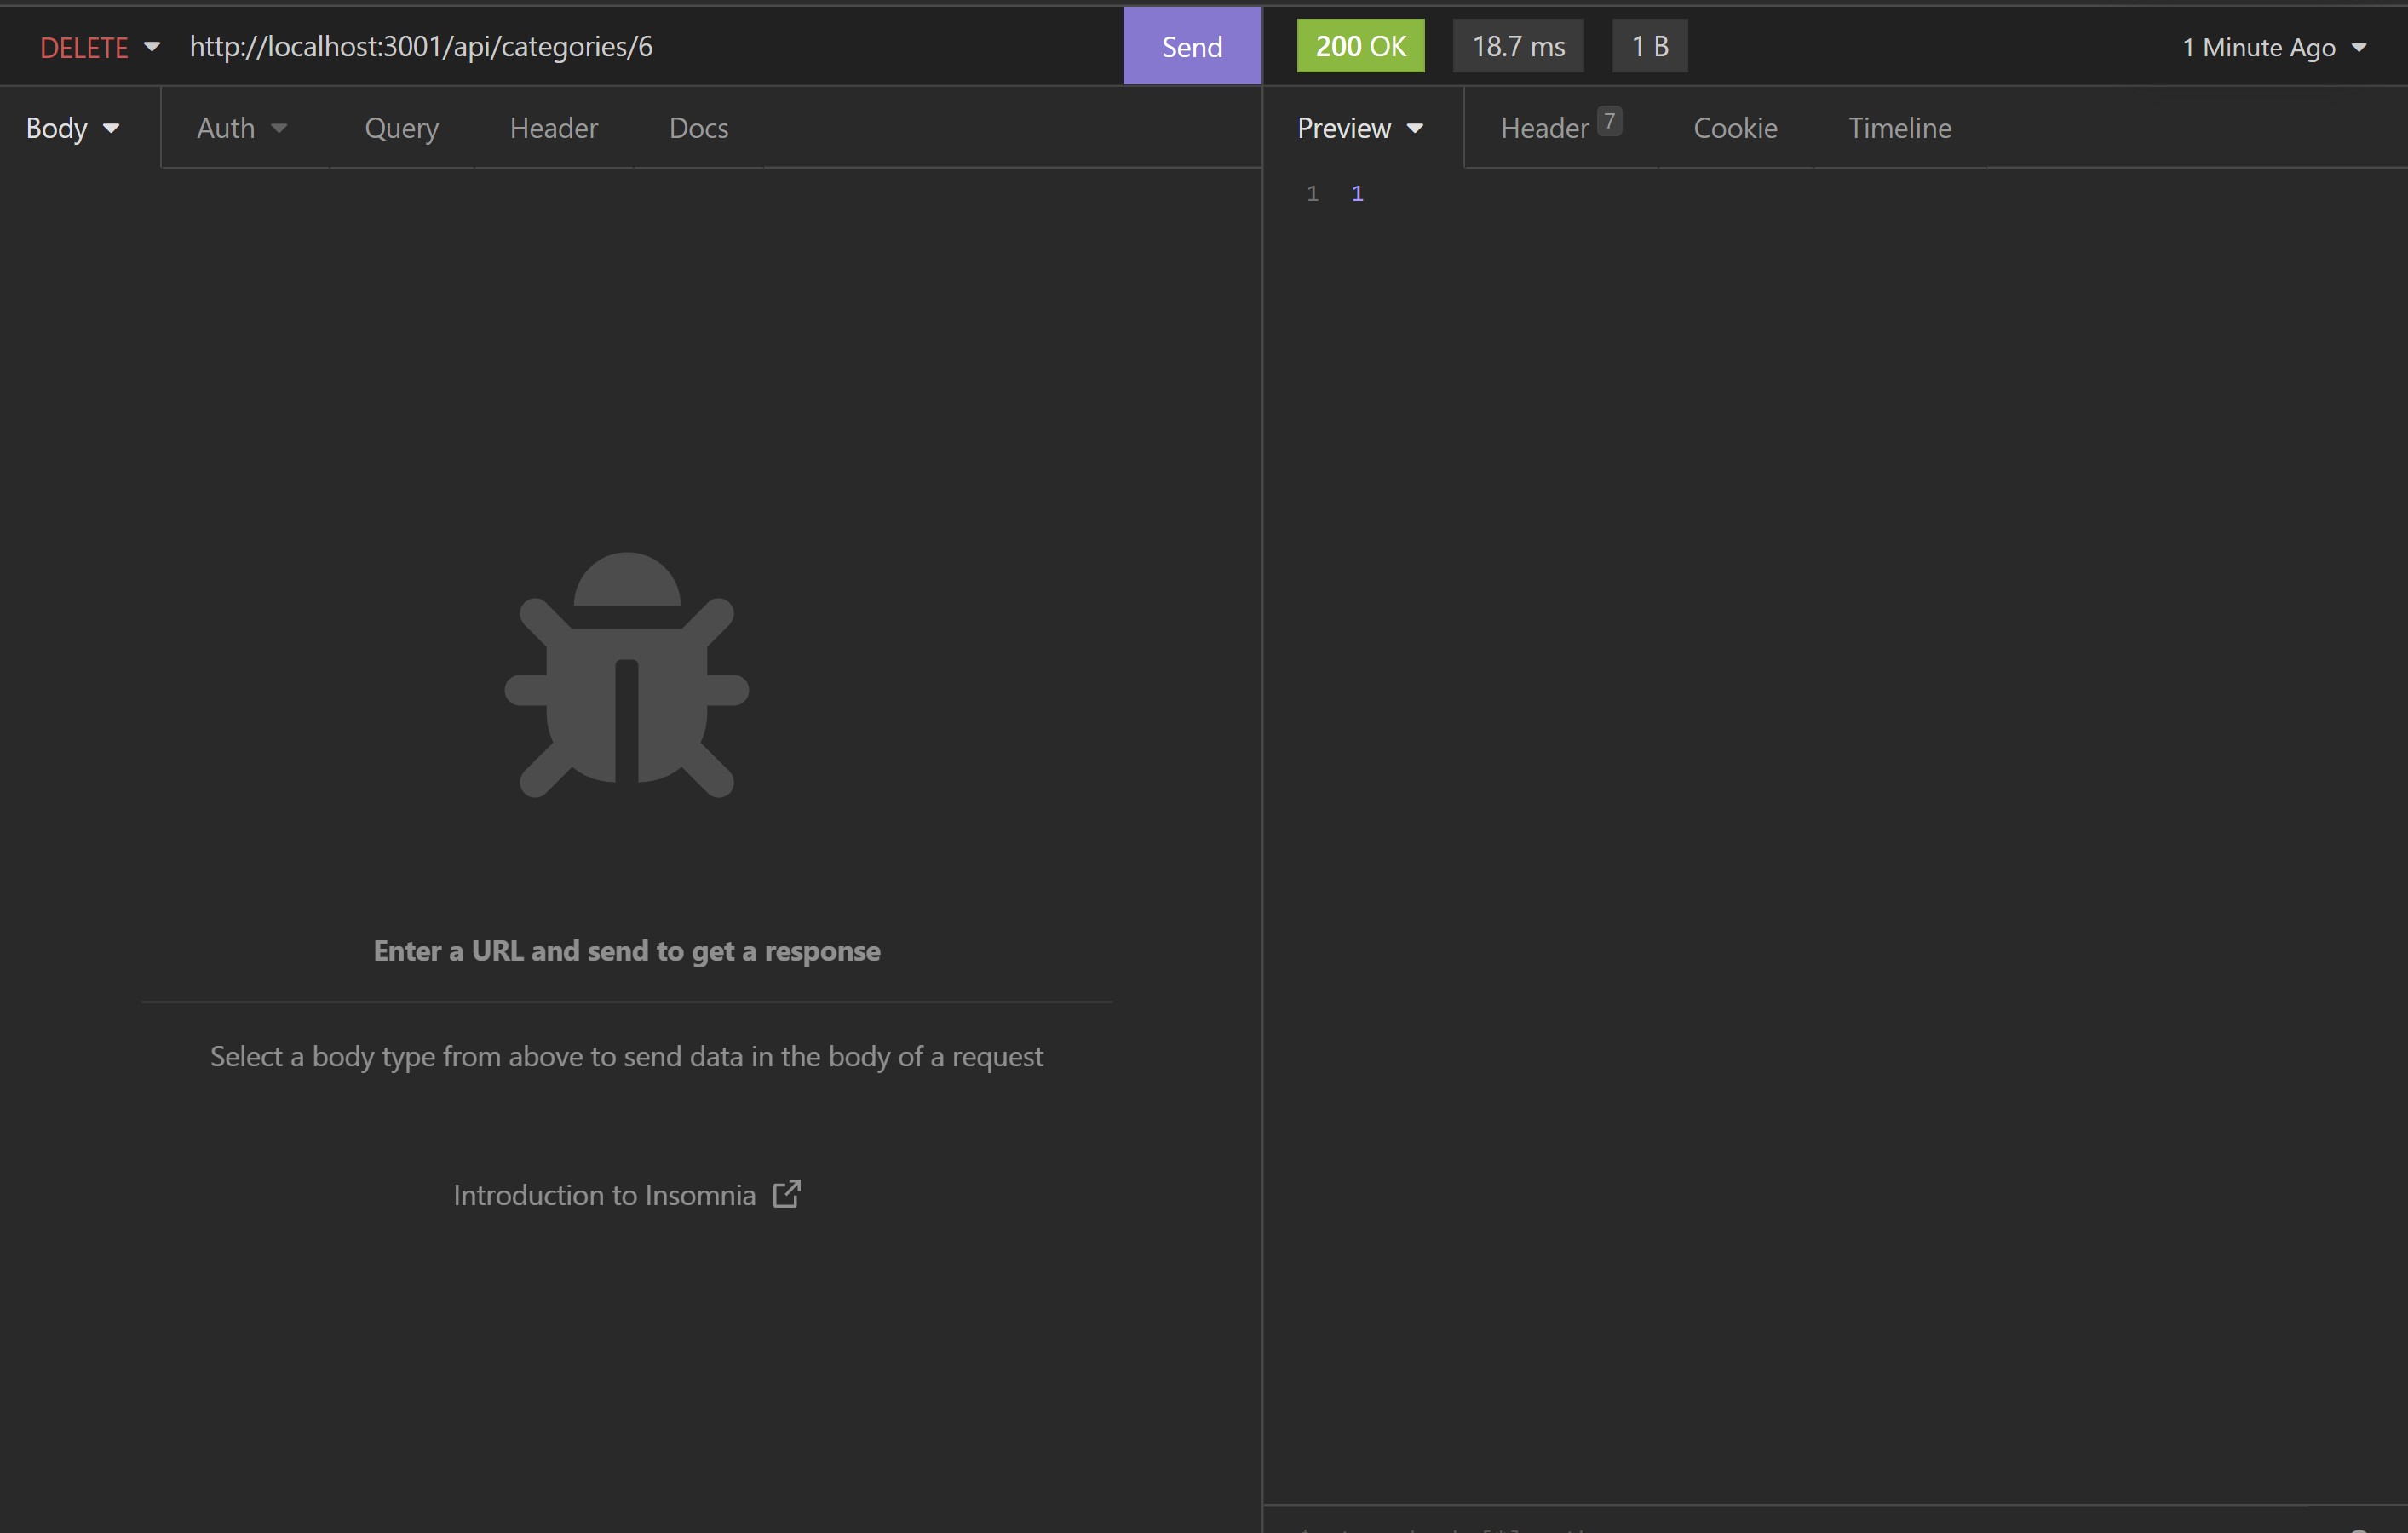 DELETE http://localhost:3001/api/categories/6 Send 200 OK 18.7 ms 1 B 1 Minute Ago
Body Auth Query Header Docs Preview Header 7 Cookie Timeline
1 1
Enter a URL and send to get a response
Select a body type from above to send data in the body of a request
Introduction to Insomnia